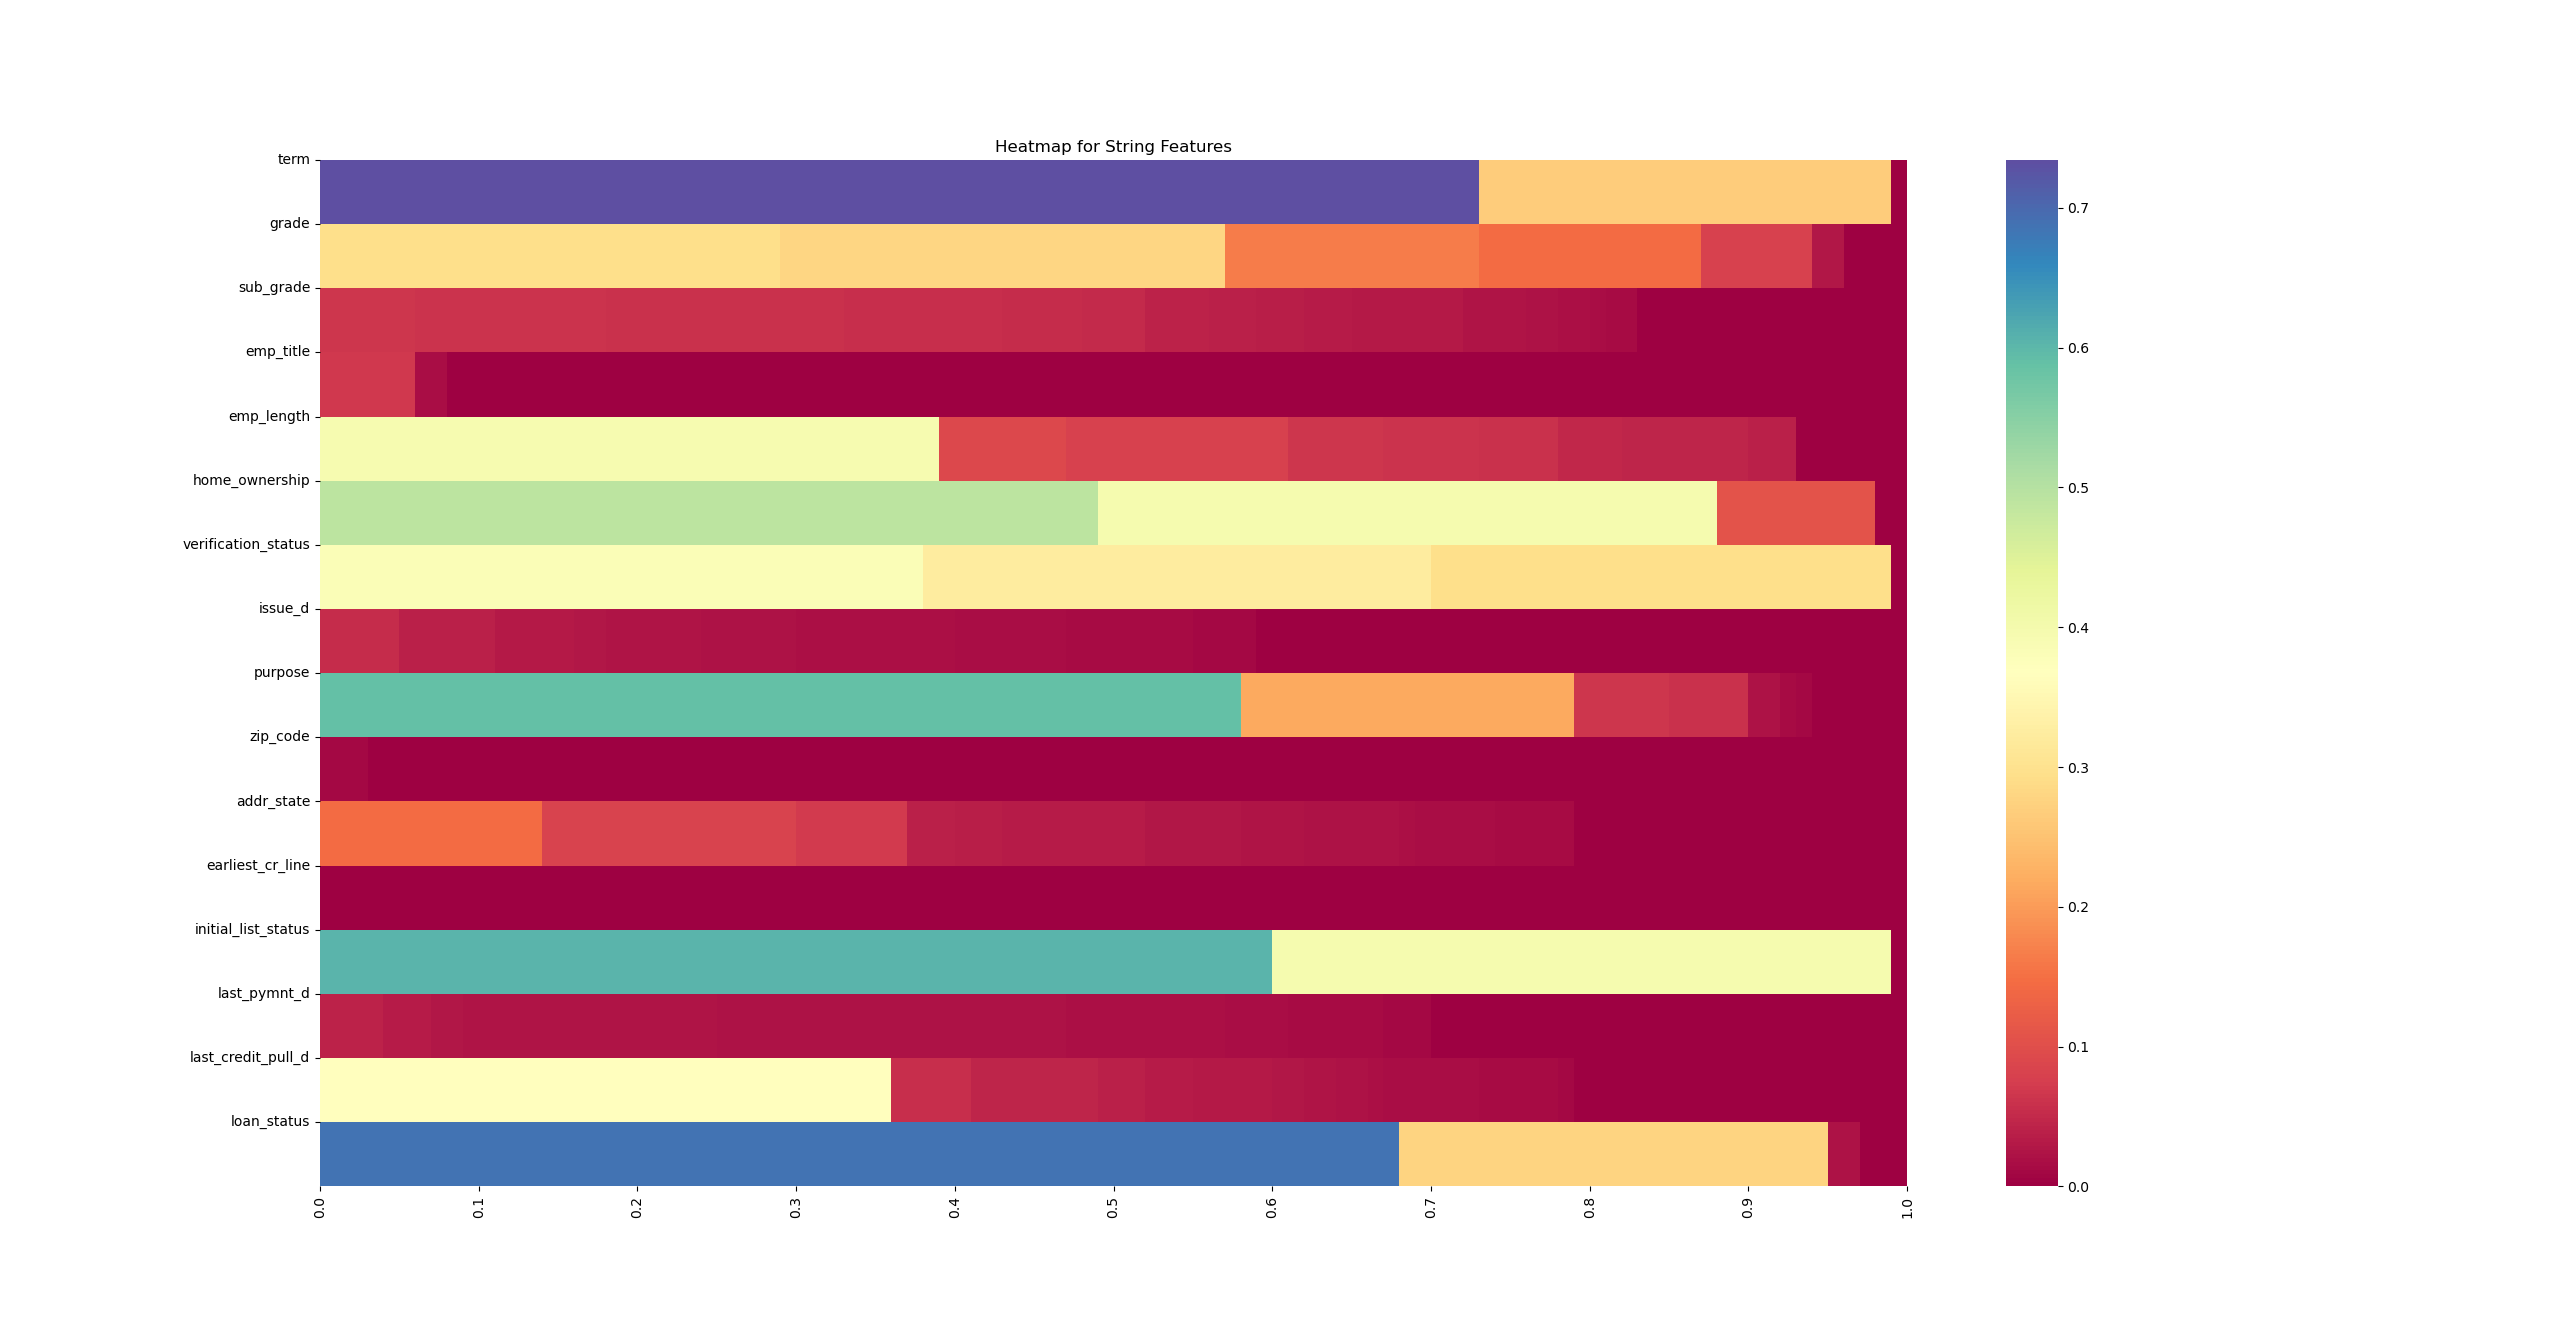 Heatmap for String Features
term
grade
sub_grade
emp_title
emp_length
home_ownership
verification_status
issue_d
purpose
zip_code
addr_state
earliest_cr_line
initial_list_status
last_pymnt_d
last_credit_pull_d
loan_status
0.0
0.1
0.2
0.3
0.4
0.5
0.6
0.7
0.8
0.9
1.0
0.7
0.6
0.5
0.4
0.3
0.2
0.1
0.0